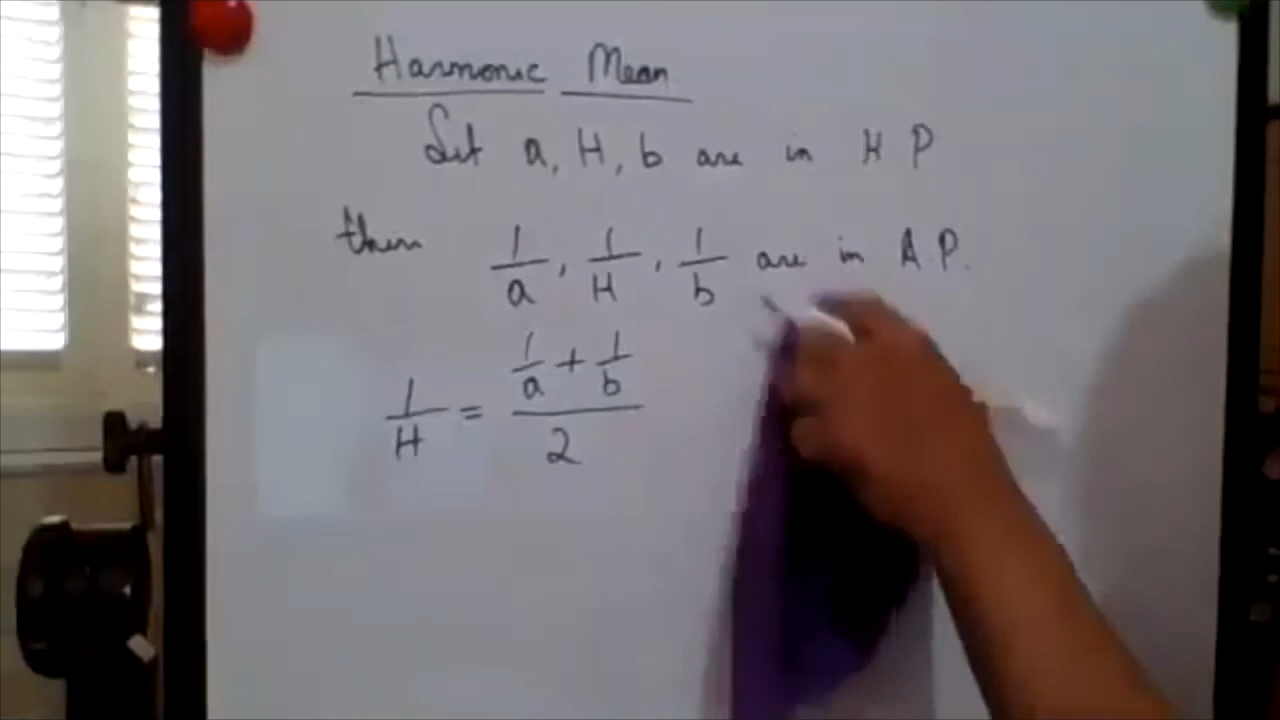 Harmonic Mean
Let a, H, b are in H P
then 1/a, 1/H, 1/b are in A.P.
1/H = (1/a + 1/b)/2